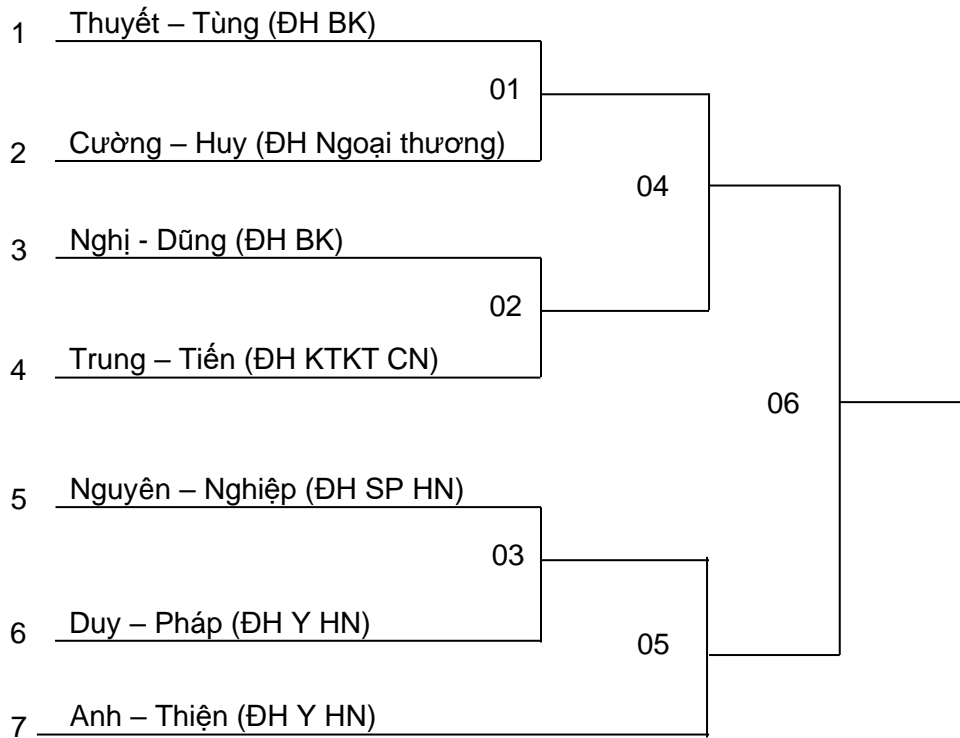 1 Thuyết – Tùng (ĐH BK)
01
2 Cường – Huy (ĐH Ngoại thương)
04
3 Nghị - Dũng (ĐH BK)
02
4 Trung – Tiến (ĐH KTKT CN)
06
5 Nguyên – Nghiệp (ĐH SP HN)
03
6 Duy – Pháp (ĐH Y HN)
05
7 Anh – Thiện (ĐH Y HN)